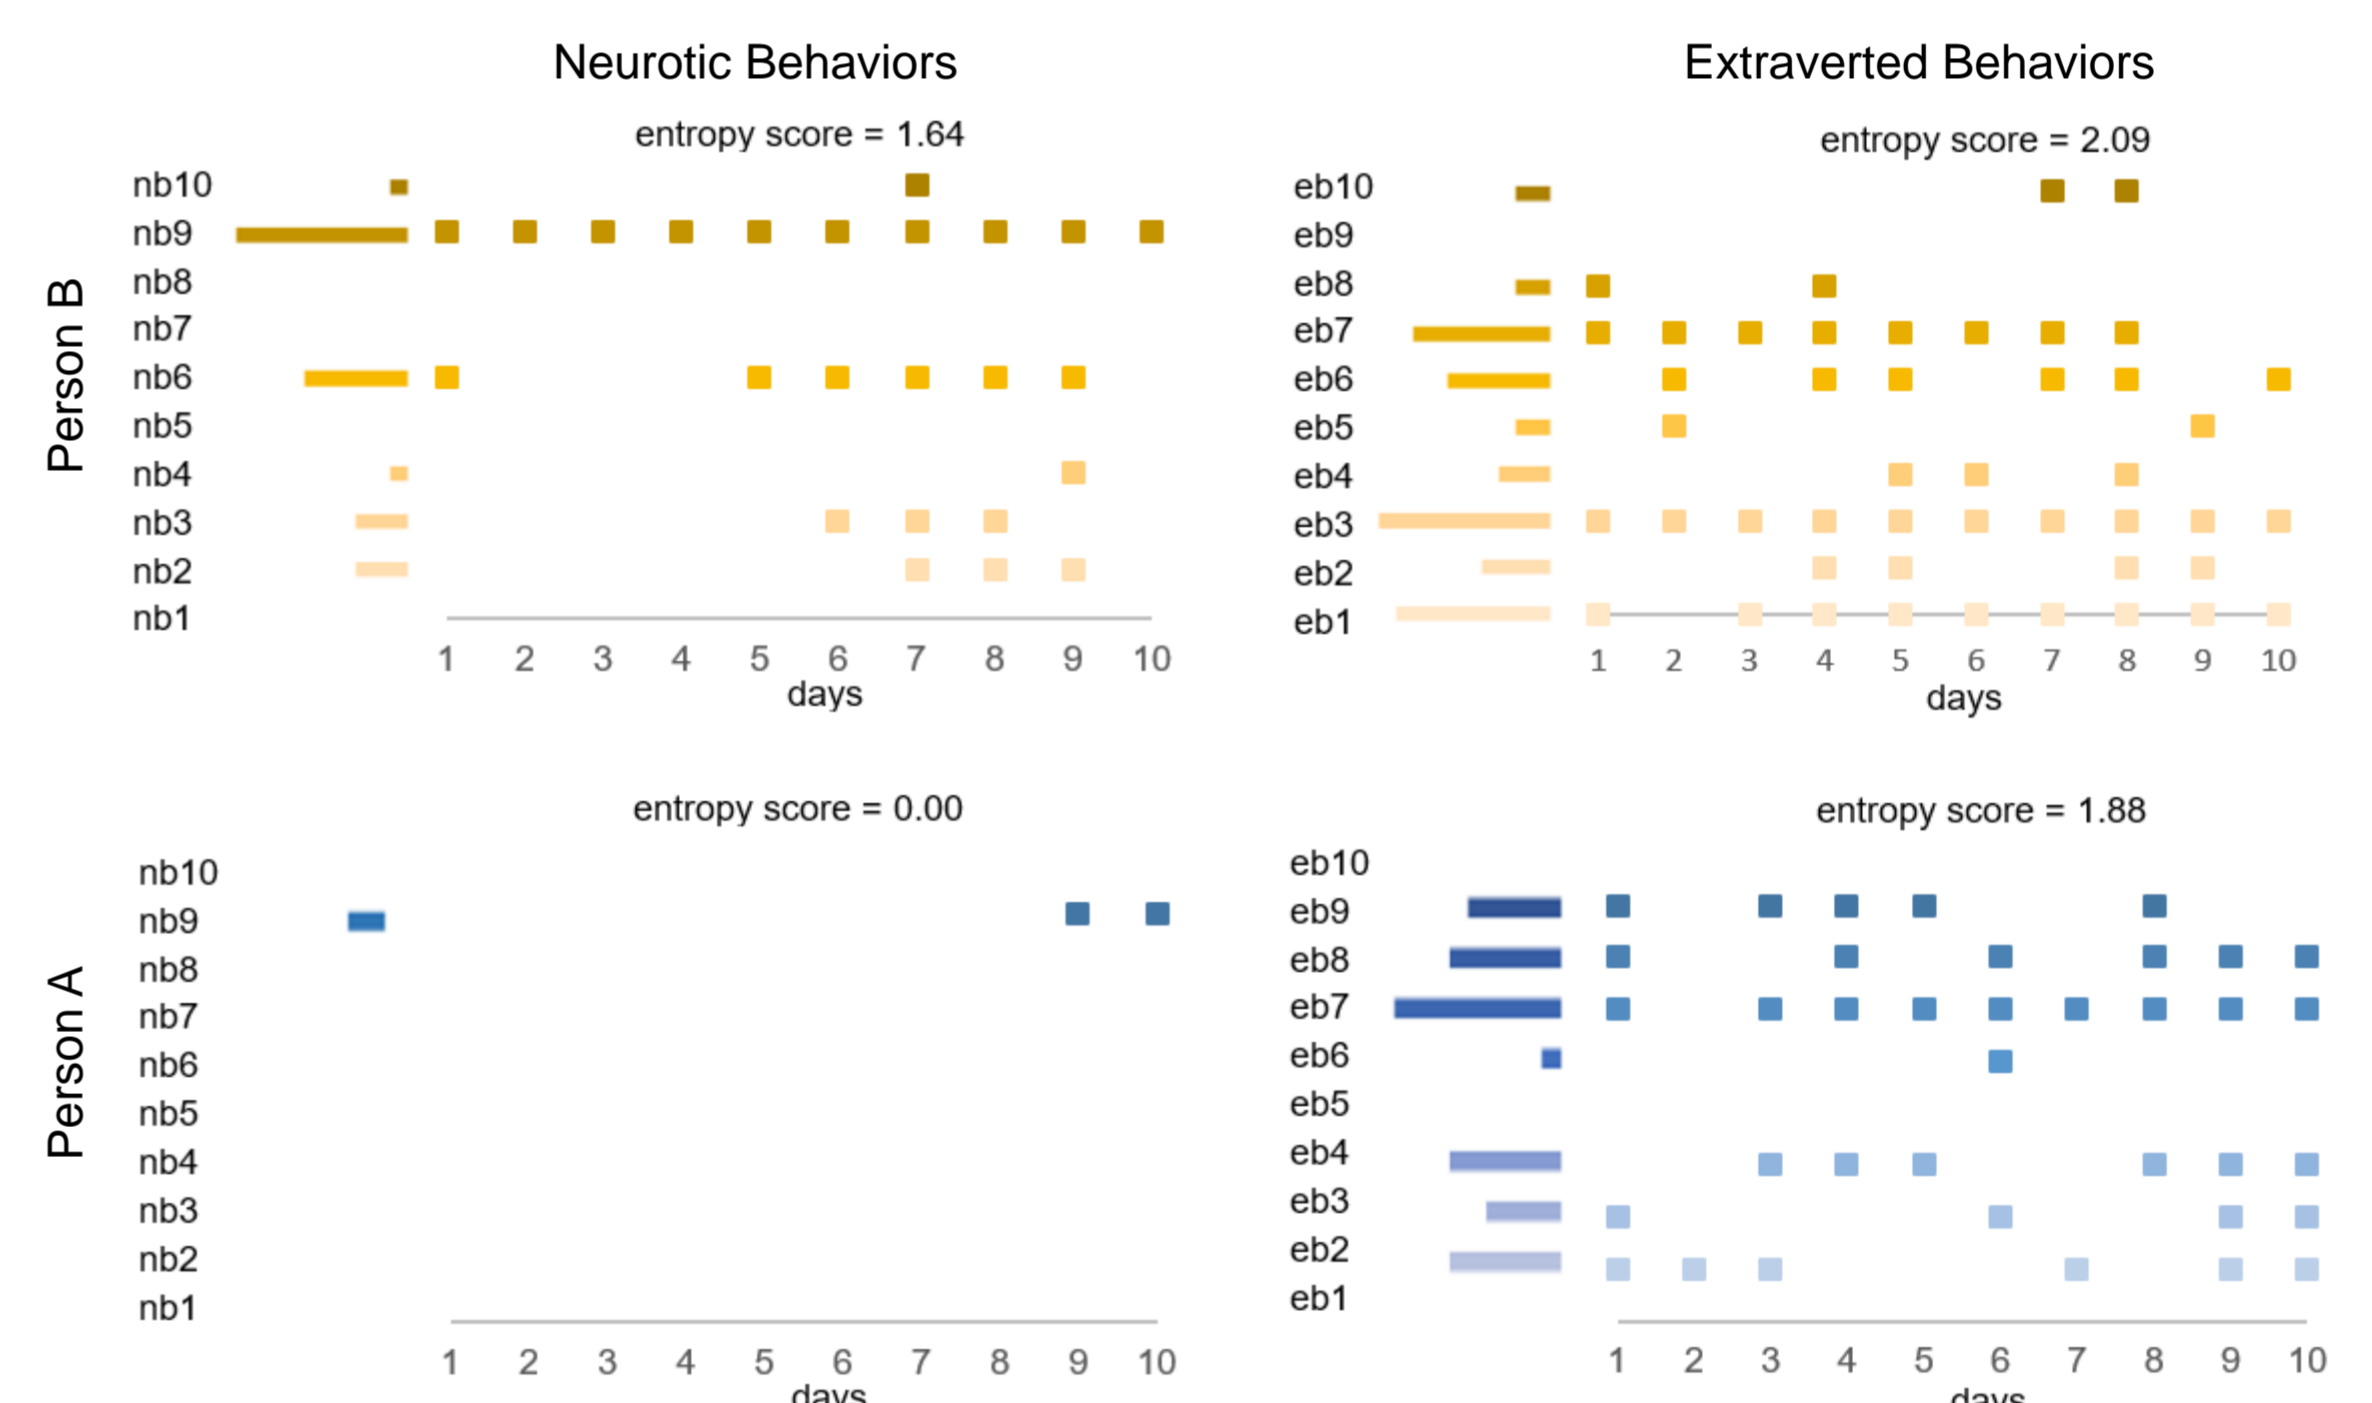 Neurotic Behaviors
Extraverted Behaviors
Person B
entropy score = 1.64
nb10
nb9
nb8
nb7
nb6
nb5
nb4
nb3
nb2
nb1
1 2 3 4 5 6 7 8 9 10
days
entropy score = 2.09
eb10
eb9
eb8
eb7
eb6
eb5
eb4
eb3
eb2
eb1
1 2 3 4 5 6 7 8 9 10
days
Person A
entropy score = 0.00
nb10
nb9
nb8
nb7
nb6
nb5
nb4
nb3
nb2
nb1
1 2 3 4 5 6 7 8 9 10
days
entropy score = 1.88
eb10
eb9
eb8
eb7
eb6
eb5
eb4
eb3
eb2
eb1
1 2 3 4 5 6 7 8 9 10
days